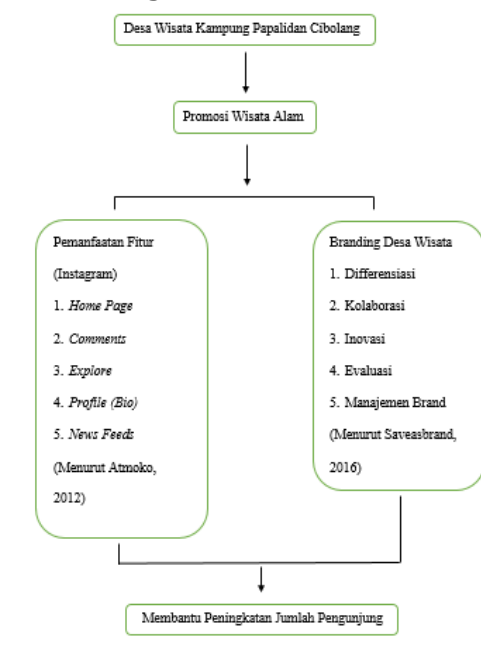 Desa Wisata Kampung Papalidan Cibolang
Promosi Wisata Alam
Pemanfaatan Fitur
(Instagram)
1. Home Page
2. Comments
3. Explore
4. Profile (Bio)
5. News Feeds
(Menurut Atmoko,
2012)
Branding Desa Wisata
1. Differensiasi
2. Kolaborasi
3. Inovasi
4. Evaluasi
5. Manajemen Brand
(Menurut Saveasbrand,
2016)
Membantu Peningkatan Jumlah Pengunjung